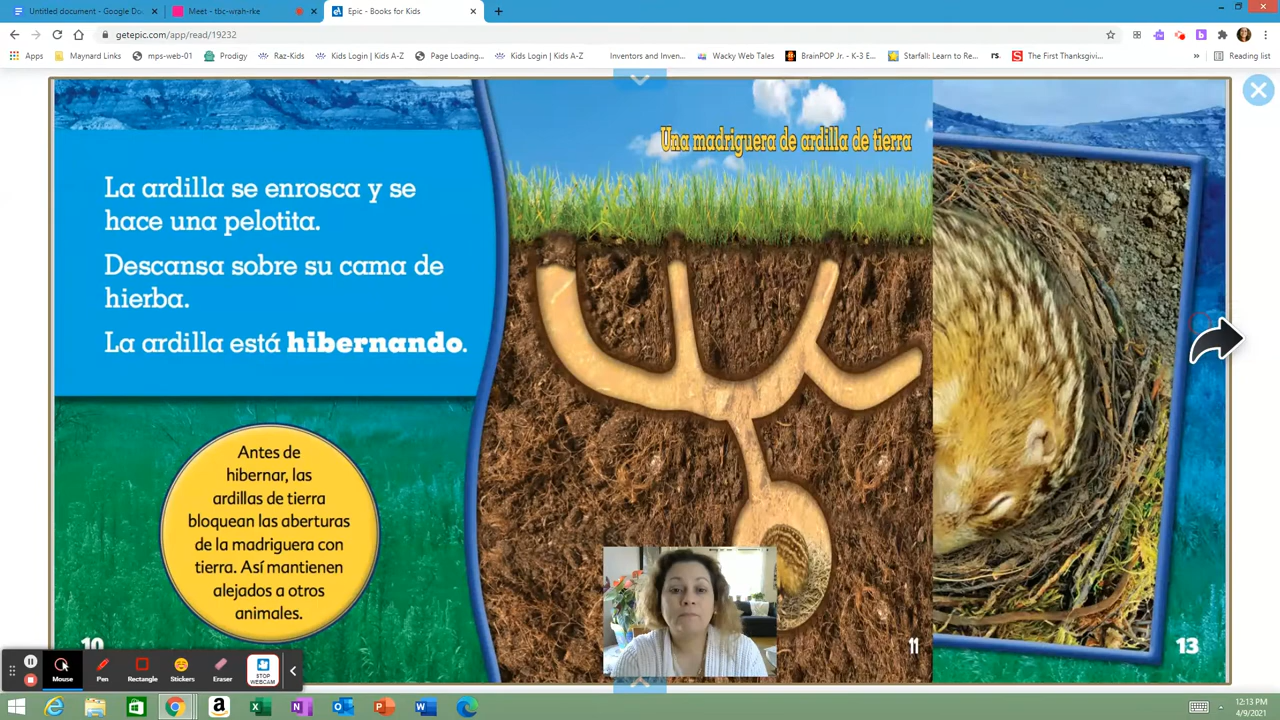 Untitled document - Google Do
Meet - tbc-wrah-rke
Epic - Books for Kids
getepic.com/app/read/19232
Apps
Maynard Links
mps-web-01
Prodigy
Raz-Kids
Kids Login | Kids A-Z
Page Loading...
Kids Login | Kids A-Z
Inventors and Inven...
Wacky Web Tales
BrainPOP Jr. - K-3 E...
Starfall: Learn to Re...
rs.
The First Thanksgivi...
»
Reading list
La ardilla se enrosca y se
hace una pelotita.
Descansa sobre su cama de
hierba.
La ardilla está hibernando.
Antes de
hibernar, las
ardillas de tierra
bloquean las aberturas
de la madriguera con
tierra. Así mantienen
alejados a otros
animales.
10
Una madriguera de ardilla de tierra
11
13
Mouse
Pen
Rectangle
Stickers
Eraser
STOP
WEBCAM
12:13 PM
4/9/2021